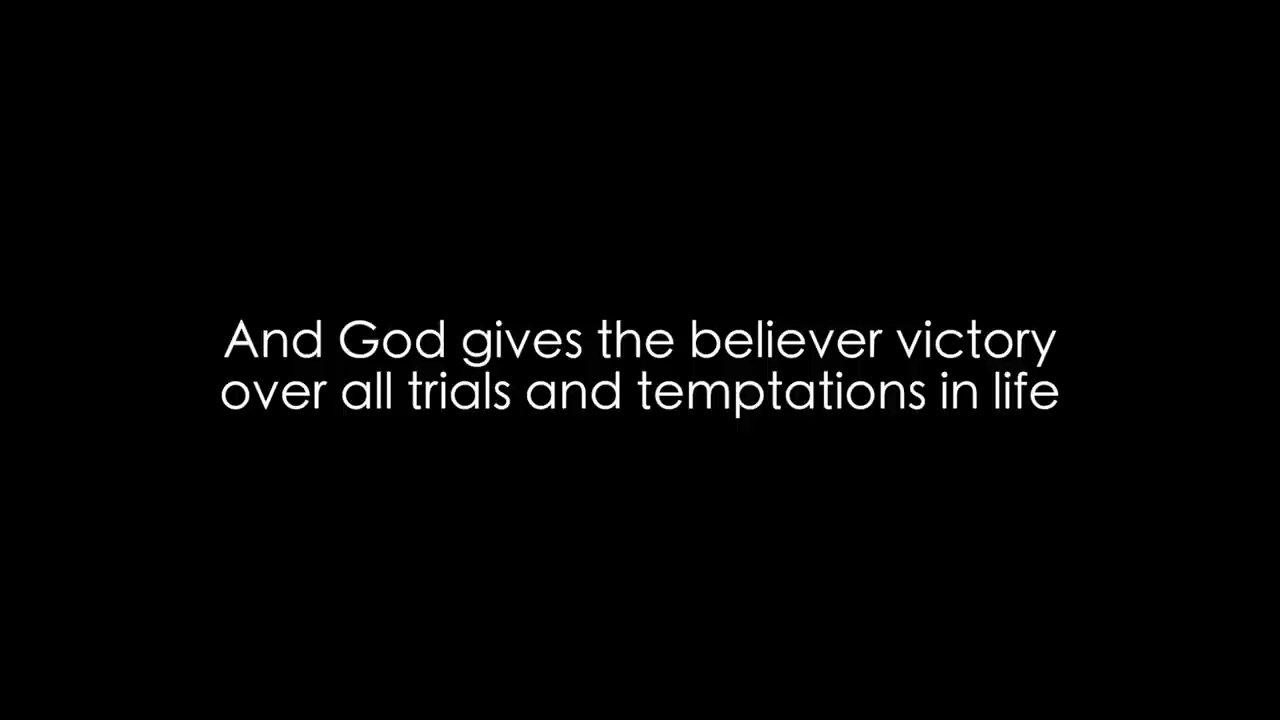 And God gives the believer victory
over all trials and temptations in life